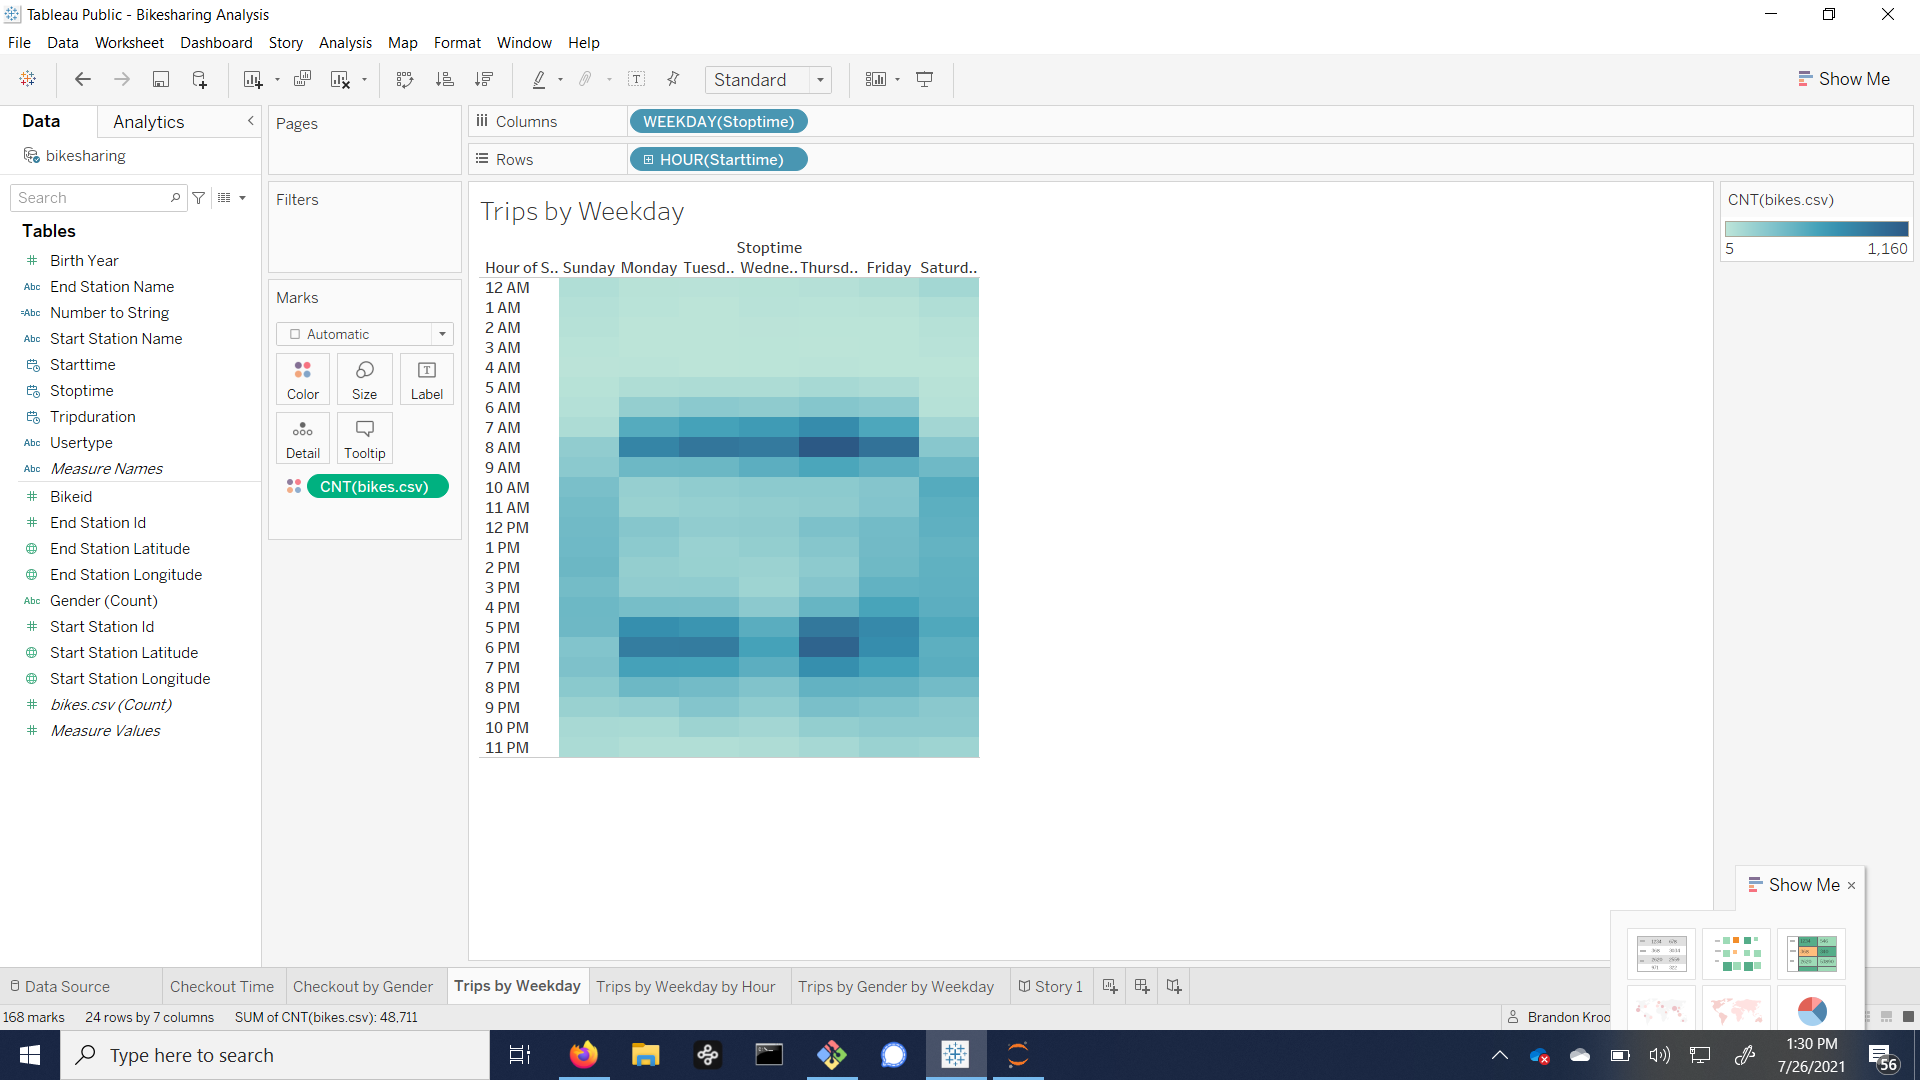 Tableau Public - Bikesharing Analysis
File Data Worksheet Dashboard Story Analysis Map Format Window Help
Standard
Show Me
Data Analytics
bikesharing
Search
Tables
# Birth Year
Abc End Station Name
=Abc Number to String
Abc Start Station Name
Starttime
Stoptime
Tripduration
Abc Usertype
Abc Measure Names
# Bikeid
# End Station Id
End Station Latitude
End Station Longitude
Abc Gender (Count)
# Start Station Id
Start Station Latitude
Start Station Longitude
# bikes.csv (Count)
# Measure Values
Pages
Filters
Marks
Automatic
Color Size Label
Detail Tooltip
CNT(bikes.csv)
Columns WEEKDAY(Stoptime)
Rows HOUR(Starttime)
Trips by Weekday
Stoptime
Hour of S.. Sunday Monday Tuesd.. Wedne.. Thursd.. Friday Saturd..
12 AM
1 AM
2 AM
3 AM
4 AM
5 AM
6 AM
7 AM
8 AM
9 AM
10 AM
11 AM
12 PM
1 PM
2 PM
3 PM
4 PM
5 PM
6 PM
7 PM
8 PM
9 PM
10 PM
11 PM
CNT(bikes.csv)
5 1,160
Show Me
Data Source Checkout Time Checkout by Gender Trips by Weekday Trips by Weekday by Hour Trips by Gender by Weekday Story 1
168 marks 24 rows by 7 columns SUM of CNT(bikes.csv): 48,711
Brandon Kroo
Type here to search
1:30 PM
7/26/2021
56